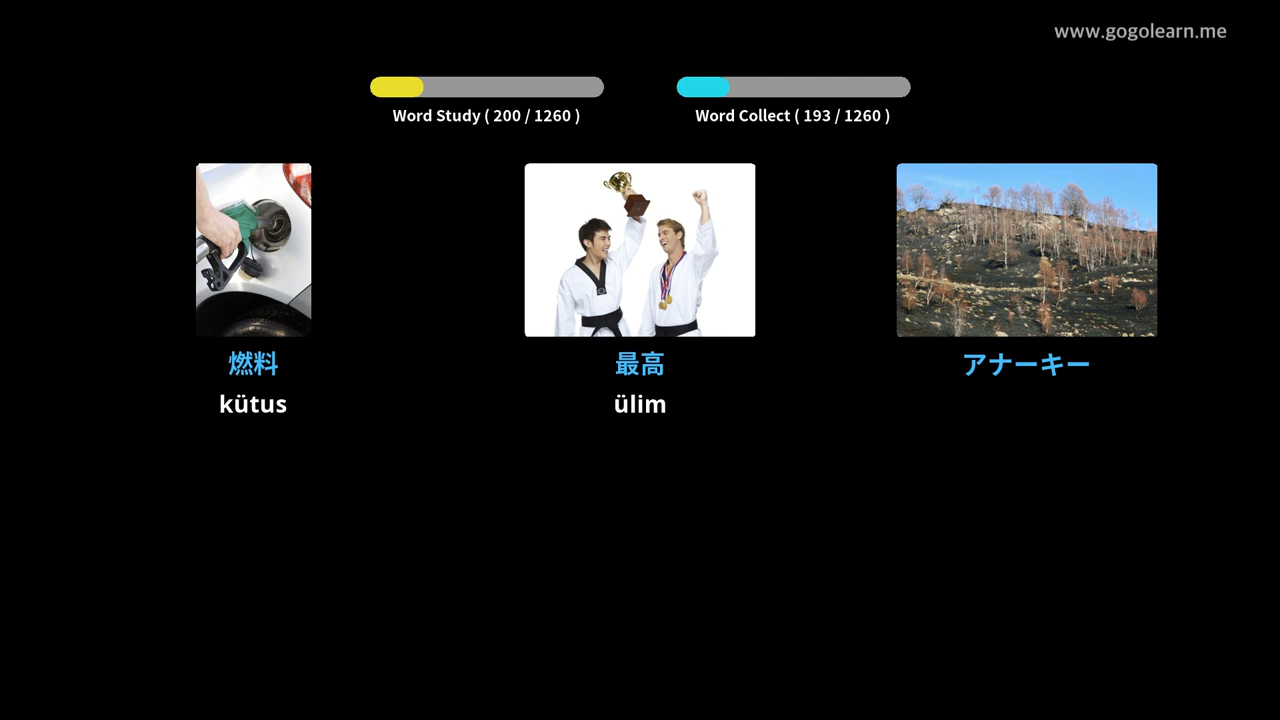 www.gogolearn.me
Word Study ( 200 / 1260 )
Word Collect ( 193 / 1260 )
燃料
最高
アナーキー
kütus
ülim